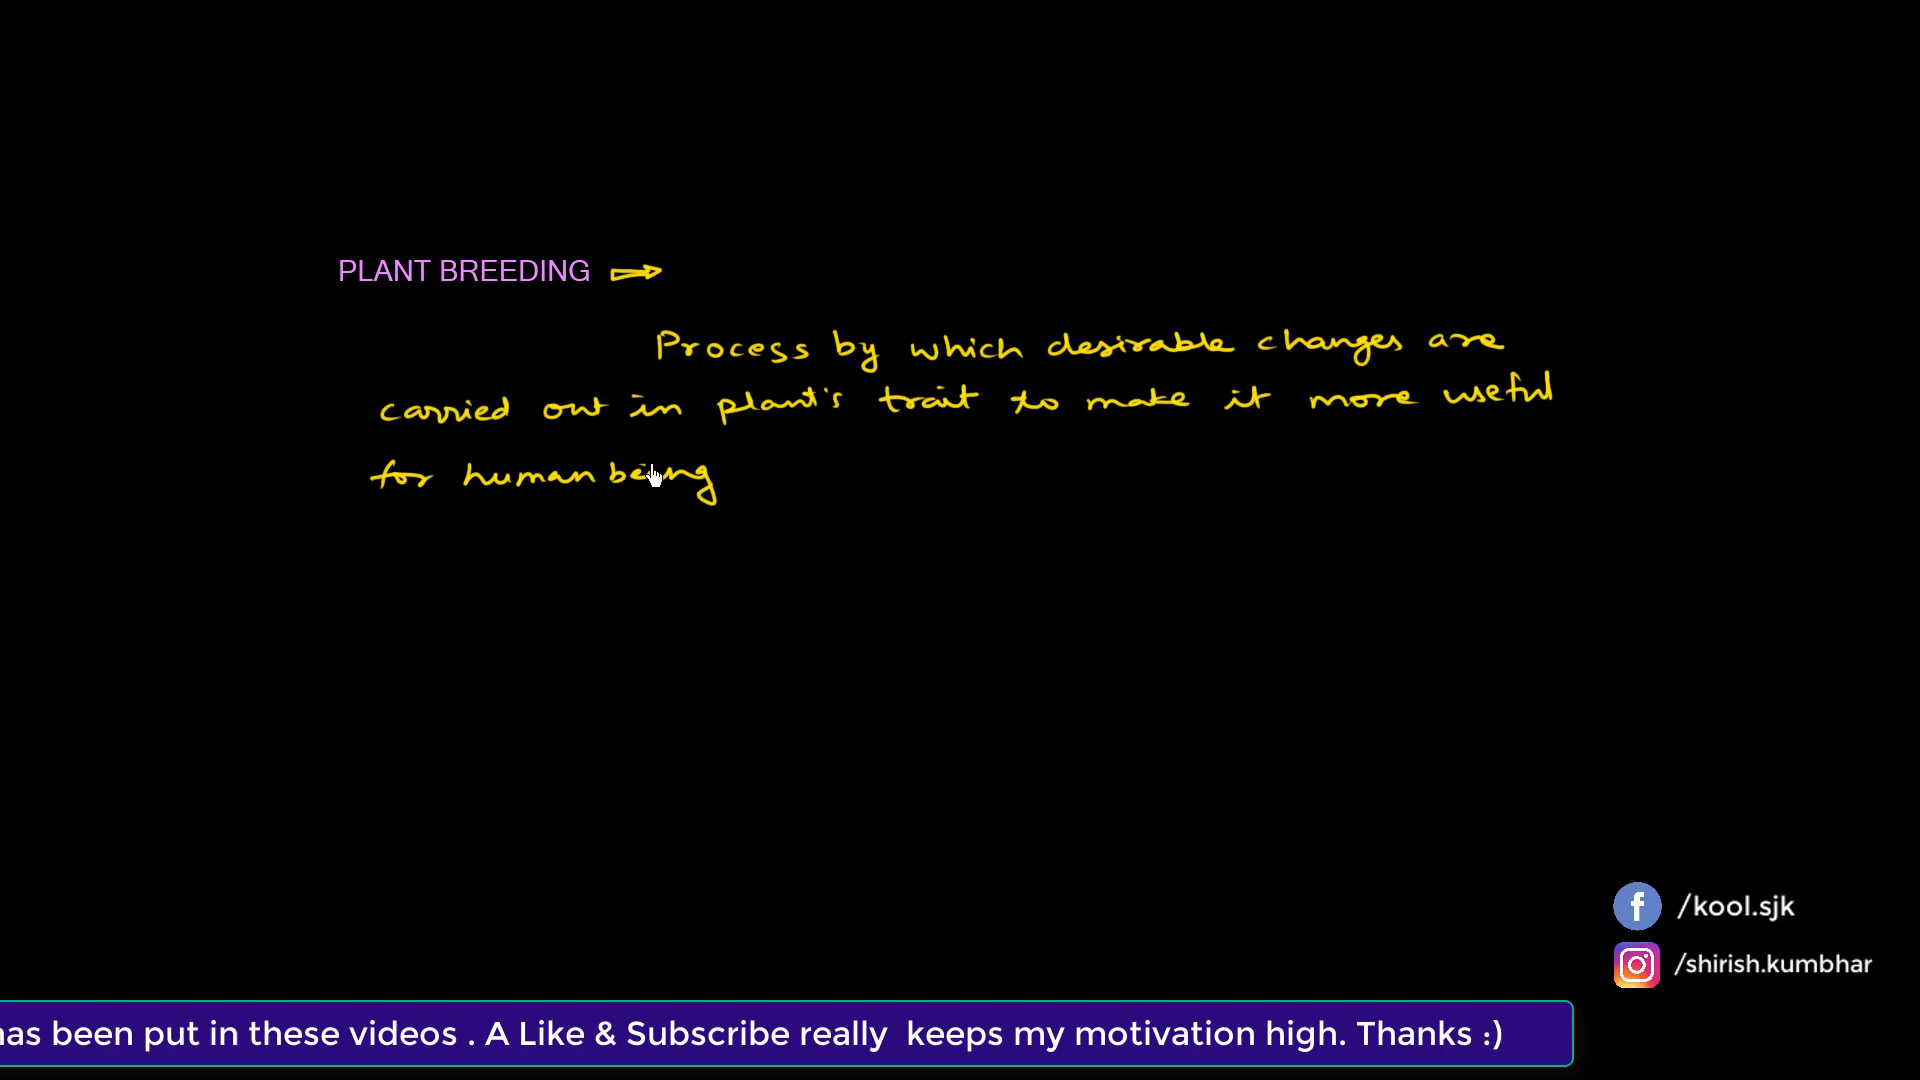 PLANT BREEDING
Process by which desirable changes are
carried out in plant's trait to make it more useful
for human being
/kool.sjk
/shirish.kumbhar
has been put in these videos . A Like & Subscribe really keeps my motivation high. Thanks :)